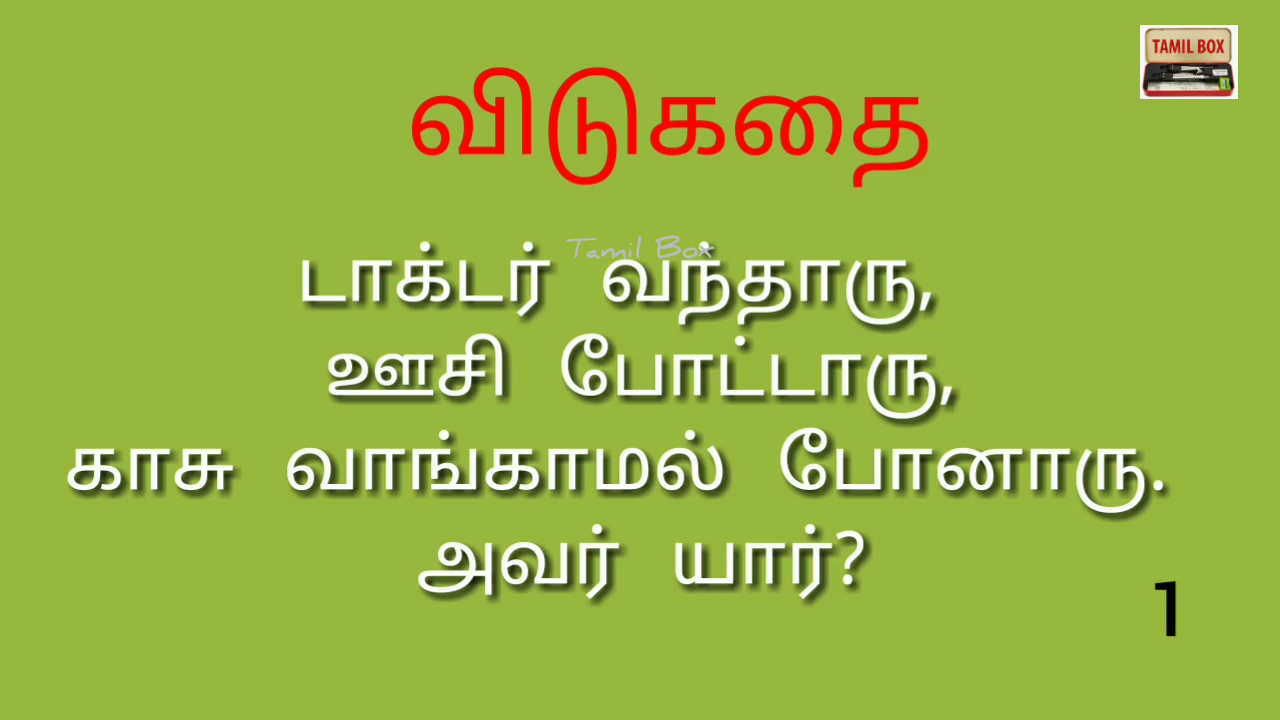 TAMIL BOX
விடுகதை
Tamil Box
டாக்டர் வந்தாரு,
ஊசி போட்டாரு,
காசு வாங்காமல் போனாரு.
அவர் யார்?
1